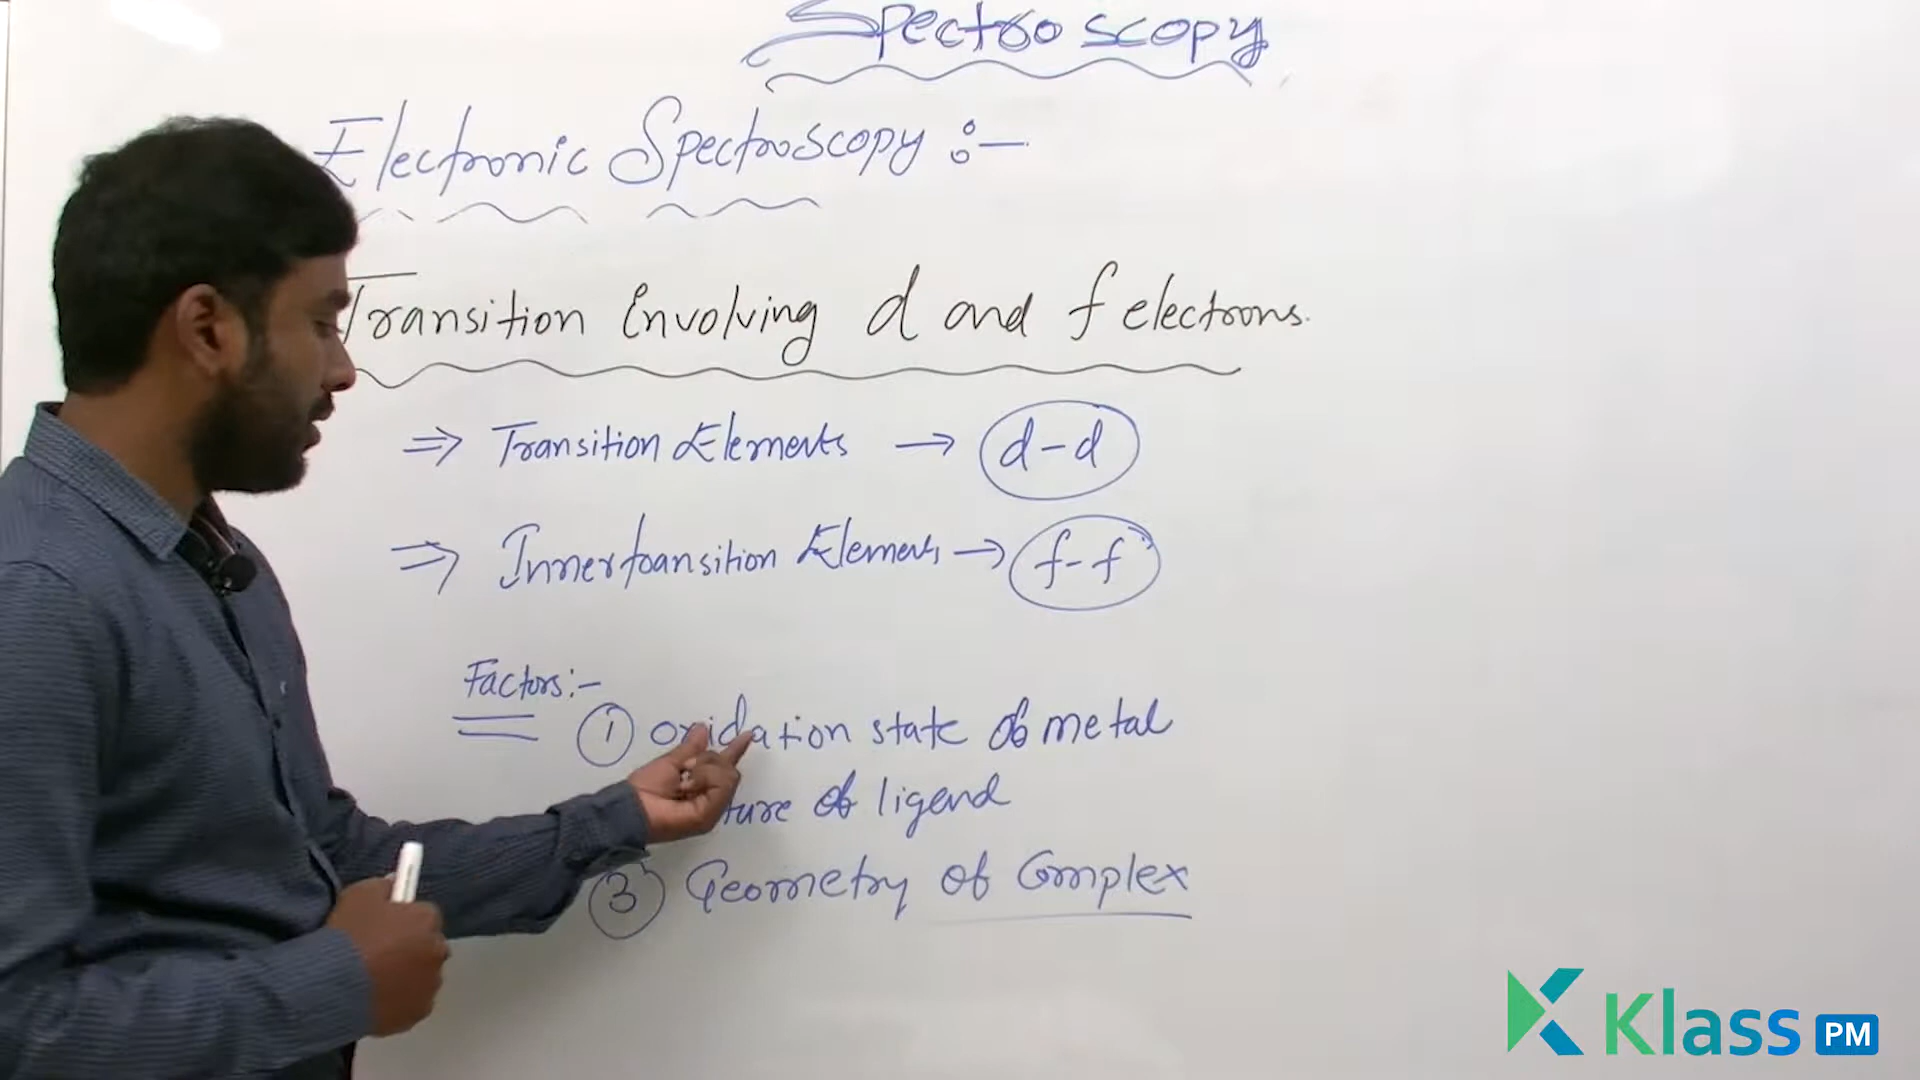 Spectroscopy
Electronic Spectroscopy :-
Transition involving d and f electrons.
⇒ Transition Elements → d-d
⇒ Innertransition Elements → f-f
Factors:-
① oxidation state of metal
ture of ligend
③ Geometry of Complex
Klass PM